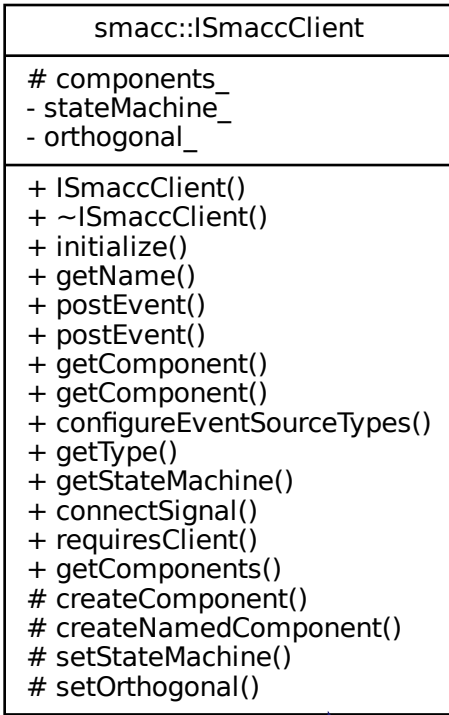 smacc::ISmaccClient
# components_
- stateMachine_
- orthogonal_
+ ISmaccClient()
+ ~ISmaccClient()
+ initialize()
+ getName()
+ postEvent()
+ postEvent()
+ getComponent()
+ getComponent()
+ configureEventSourceTypes()
+ getType()
+ getStateMachine()
+ connectSignal()
+ requiresClient()
+ getComponents()
# createComponent()
# createNamedComponent()
# setStateMachine()
# setOrthogonal()